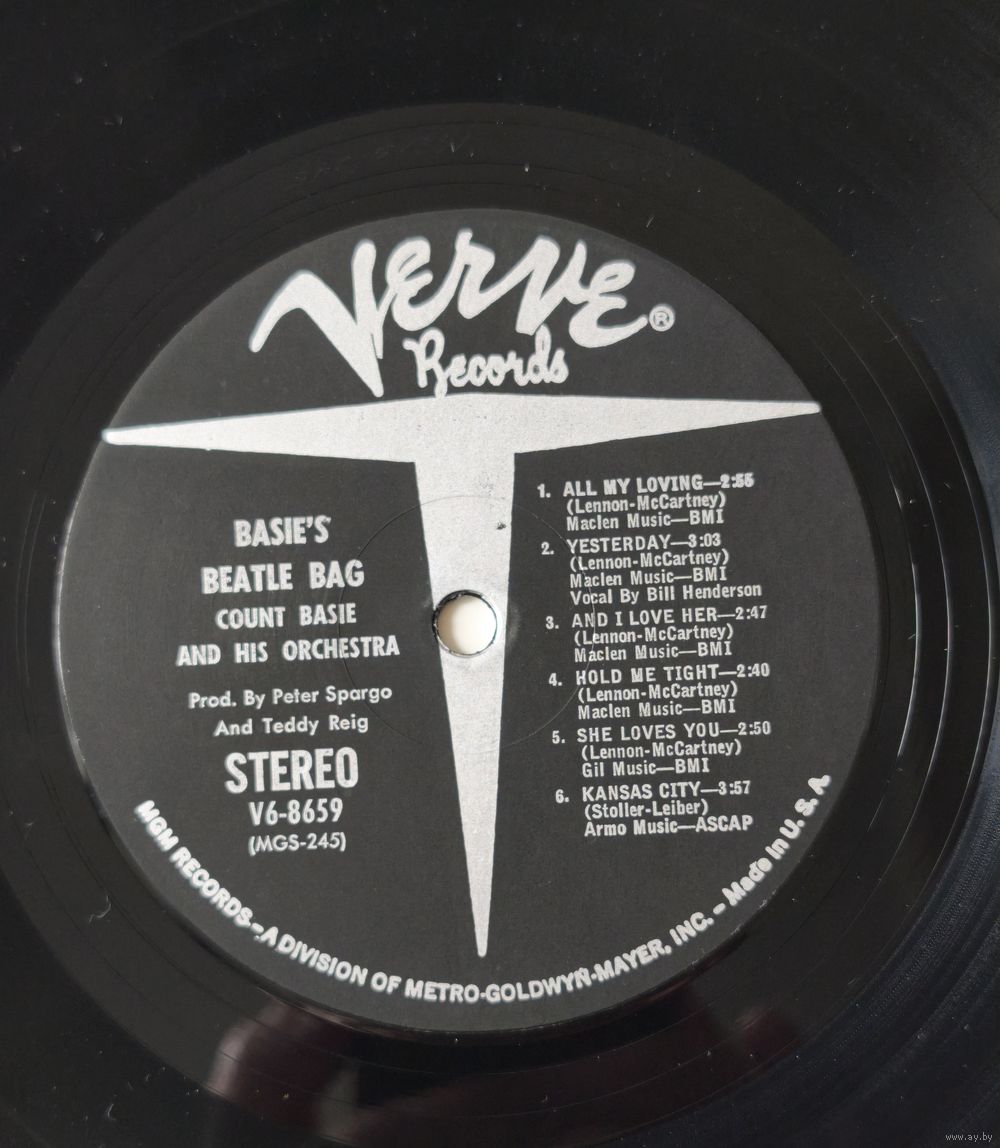 VERVE ®
Records
BASIE'S
BEATLE BAG
COUNT BASIE
AND HIS ORCHESTRA
Prod. By Peter Spargo
And Teddy Reig
STEREO
V6-8659
(MGS-245)
1. ALL MY LOVING—2:55
(Lennon-McCartney)
Maclen Music—BMI
2. YESTERDAY—3:03
(Lennon-McCartney)
Maclen Music—BMI
Vocal By Bill Henderson
3. AND I LOVE HER—2:47
(Lennon-McCartney)
Maclen Music—BMI
4. HOLD ME TIGHT—2:40
(Lennon-McCartney)
Maclen Music—BMI
5. SHE LOVES YOU—2:50
(Lennon-McCartney)
Gil Music—BMI
6. KANSAS CITY—3:57
(Stoller-Leiber)
Armo Music—ASCAP
MGM RECORDS–A DIVISION OF METRO-GOLDWYN-MAYER, INC. – Made in U. S. A.
www.ay.by